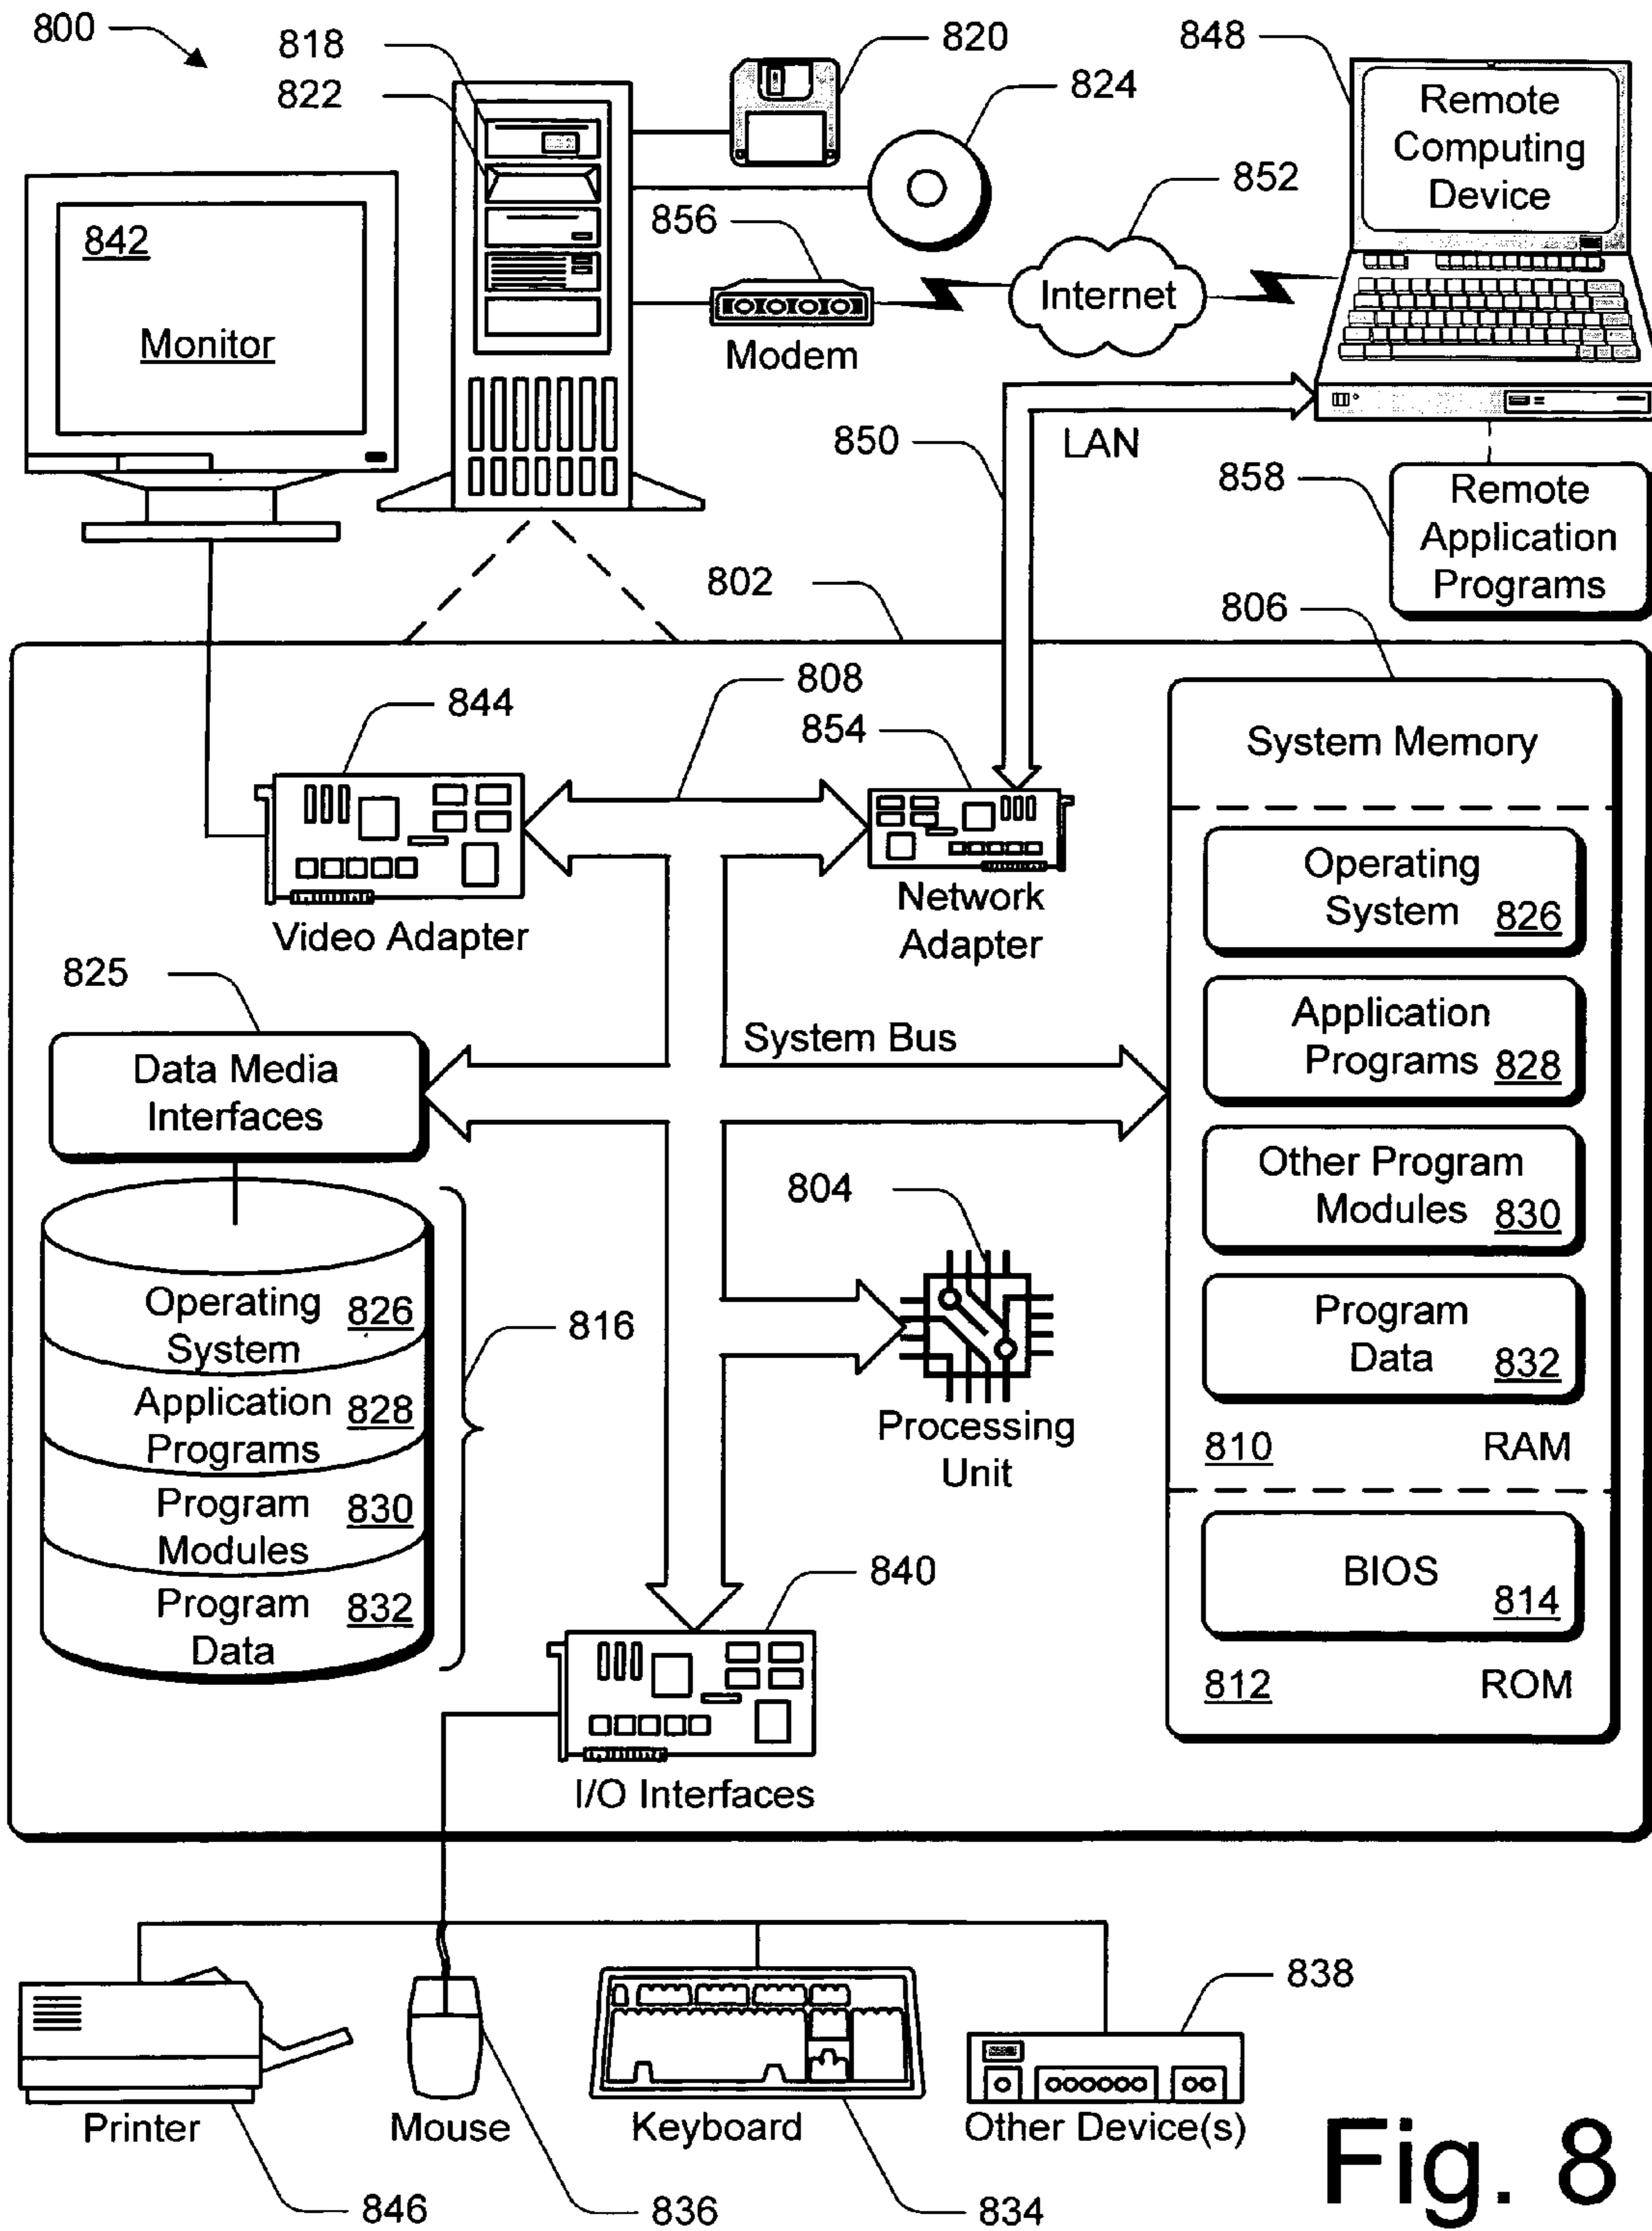 800
818
822
820
824
848
Remote
Computing
Device
852
856
842
Monitor
Internet
Modem
850
LAN
858
Remote
Application
Programs
802
806
808
844
854
System Memory
Video Adapter
Network
Adapter
Operating
System 826
Application
Programs 828
Other Program
Modules 830
Program
Data 832
810 RAM
BIOS
814
812 ROM
825
Data Media
Interfaces
System Bus
804
Processing
Unit
Operating
System 826
Application
Programs 828
Program
Modules 830
Program
Data 832
816
840
I/O Interfaces
838
Printer
Mouse
Keyboard
Other Device(s)
846
836
834
Fig. 8